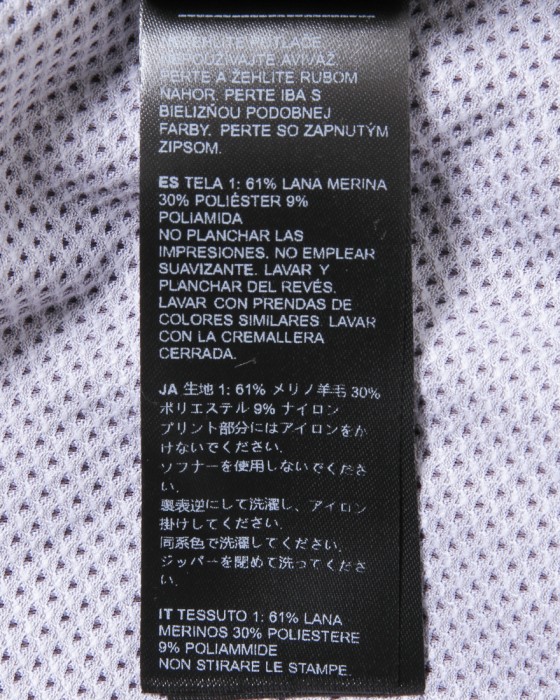 POUŽÍVAJTE AVIVÁŽ.
PERTE A ŽEHLITE RUBOM
NAHOR. PERTE IBA S
BIELIZŇOU PODOBNEJ
FARBY. PERTE SO ZAPNUTÝM
ZIPSOM.
ES TELA 1: 61% LANA MERINA
30% POLIÉSTER 9%
POLIAMIDA
NO PLANCHAR LAS
IMPRESIONES. NO EMPLEAR
SUAVIZANTE. LAVAR Y
PLANCHAR DEL REVÉS.
LAVAR CON PRENDAS DE
COLORES SIMILARES. LAVAR
CON LA CREMALLERA
CERRADA.
JA 生地 1: 61% メリノ羊毛 30%
ポリエステル 9% ナイロン
プリント部分にはアイロンをか
けないでください.
ソフナーを使用しないでくださ
い.
裏表逆にして洗濯し、アイロン
掛けしてください.
同系色で洗濯してください.
ジッパーを閉めて洗ってくださ
い.
IT TESSUTO 1: 61% LANA
MERINOS 30% POLIESTERE
9% POLIAMMIDE
NON STIRARE LE STAMPE.